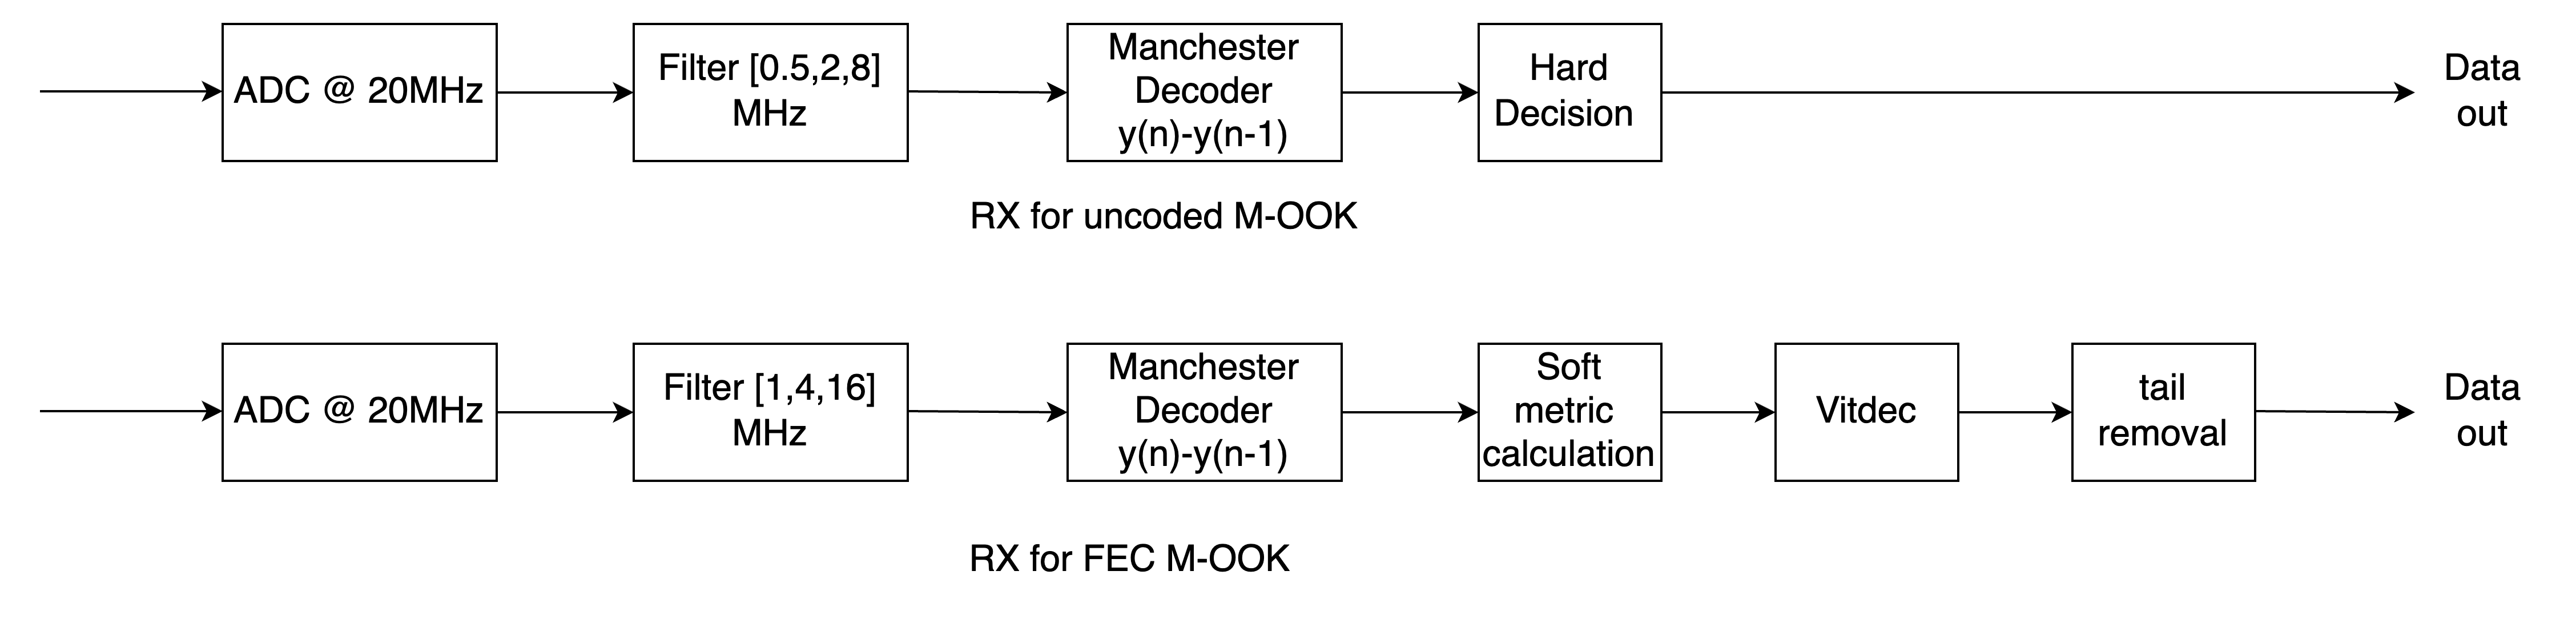 ADC @ 20MHz
Filter [0.5,2,8]
MHz
Manchester
Decoder
y(n)-y(n-1)
Hard
Decision
Data
out
RX for uncoded M-OOK
ADC @ 20MHz
Filter [1,4,16]
MHz
Manchester
Decoder
y(n)-y(n-1)
Soft
metric
calculation
Vitdec
tail
removal
Data
out
RX for FEC M-OOK